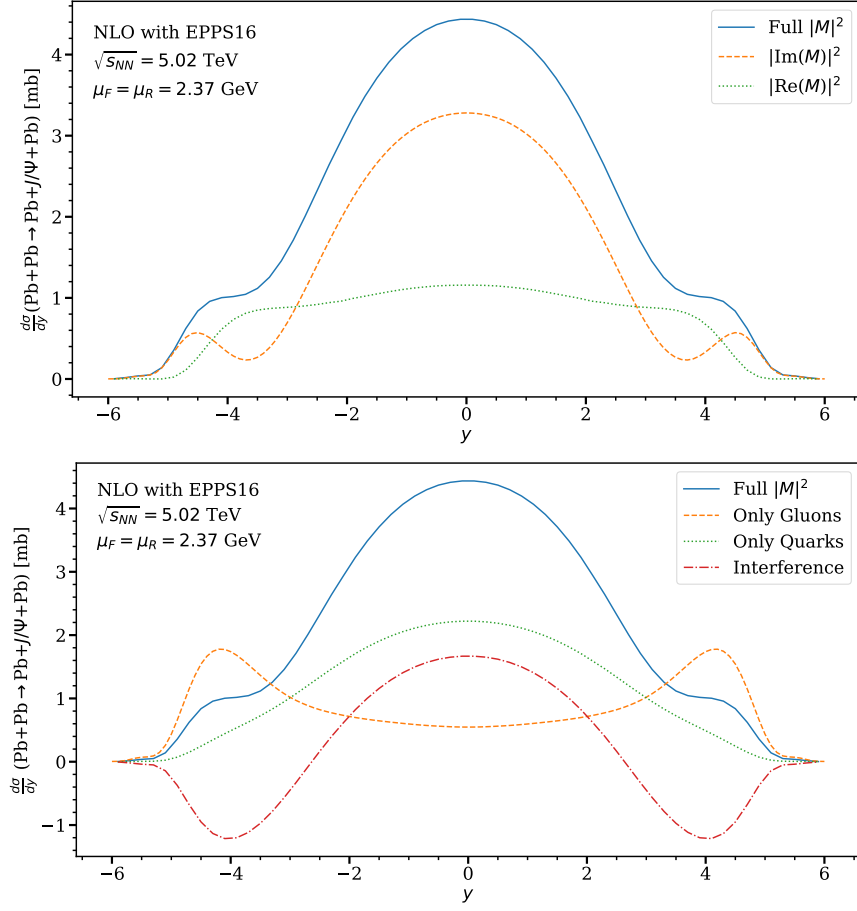 NLO with EPPS16
√s_NN = 5.02 TeV
μ_F = μ_R = 2.37 GeV
Full |M|²
|Im(M)|²
|Re(M)|²
dσ/dy (Pb+Pb → Pb+J/Ψ+Pb) [mb]
4
3
2
1
0
−6 −4 −2 0 2 4 6
y
NLO with EPPS16
√s_NN = 5.02 TeV
μ_F = μ_R = 2.37 GeV
Full |M|²
Only Gluons
Only Quarks
Interference
dσ/dy (Pb+Pb → Pb+J/Ψ+Pb) [mb]
4
3
2
1
0
−1
−6 −4 −2 0 2 4 6
y